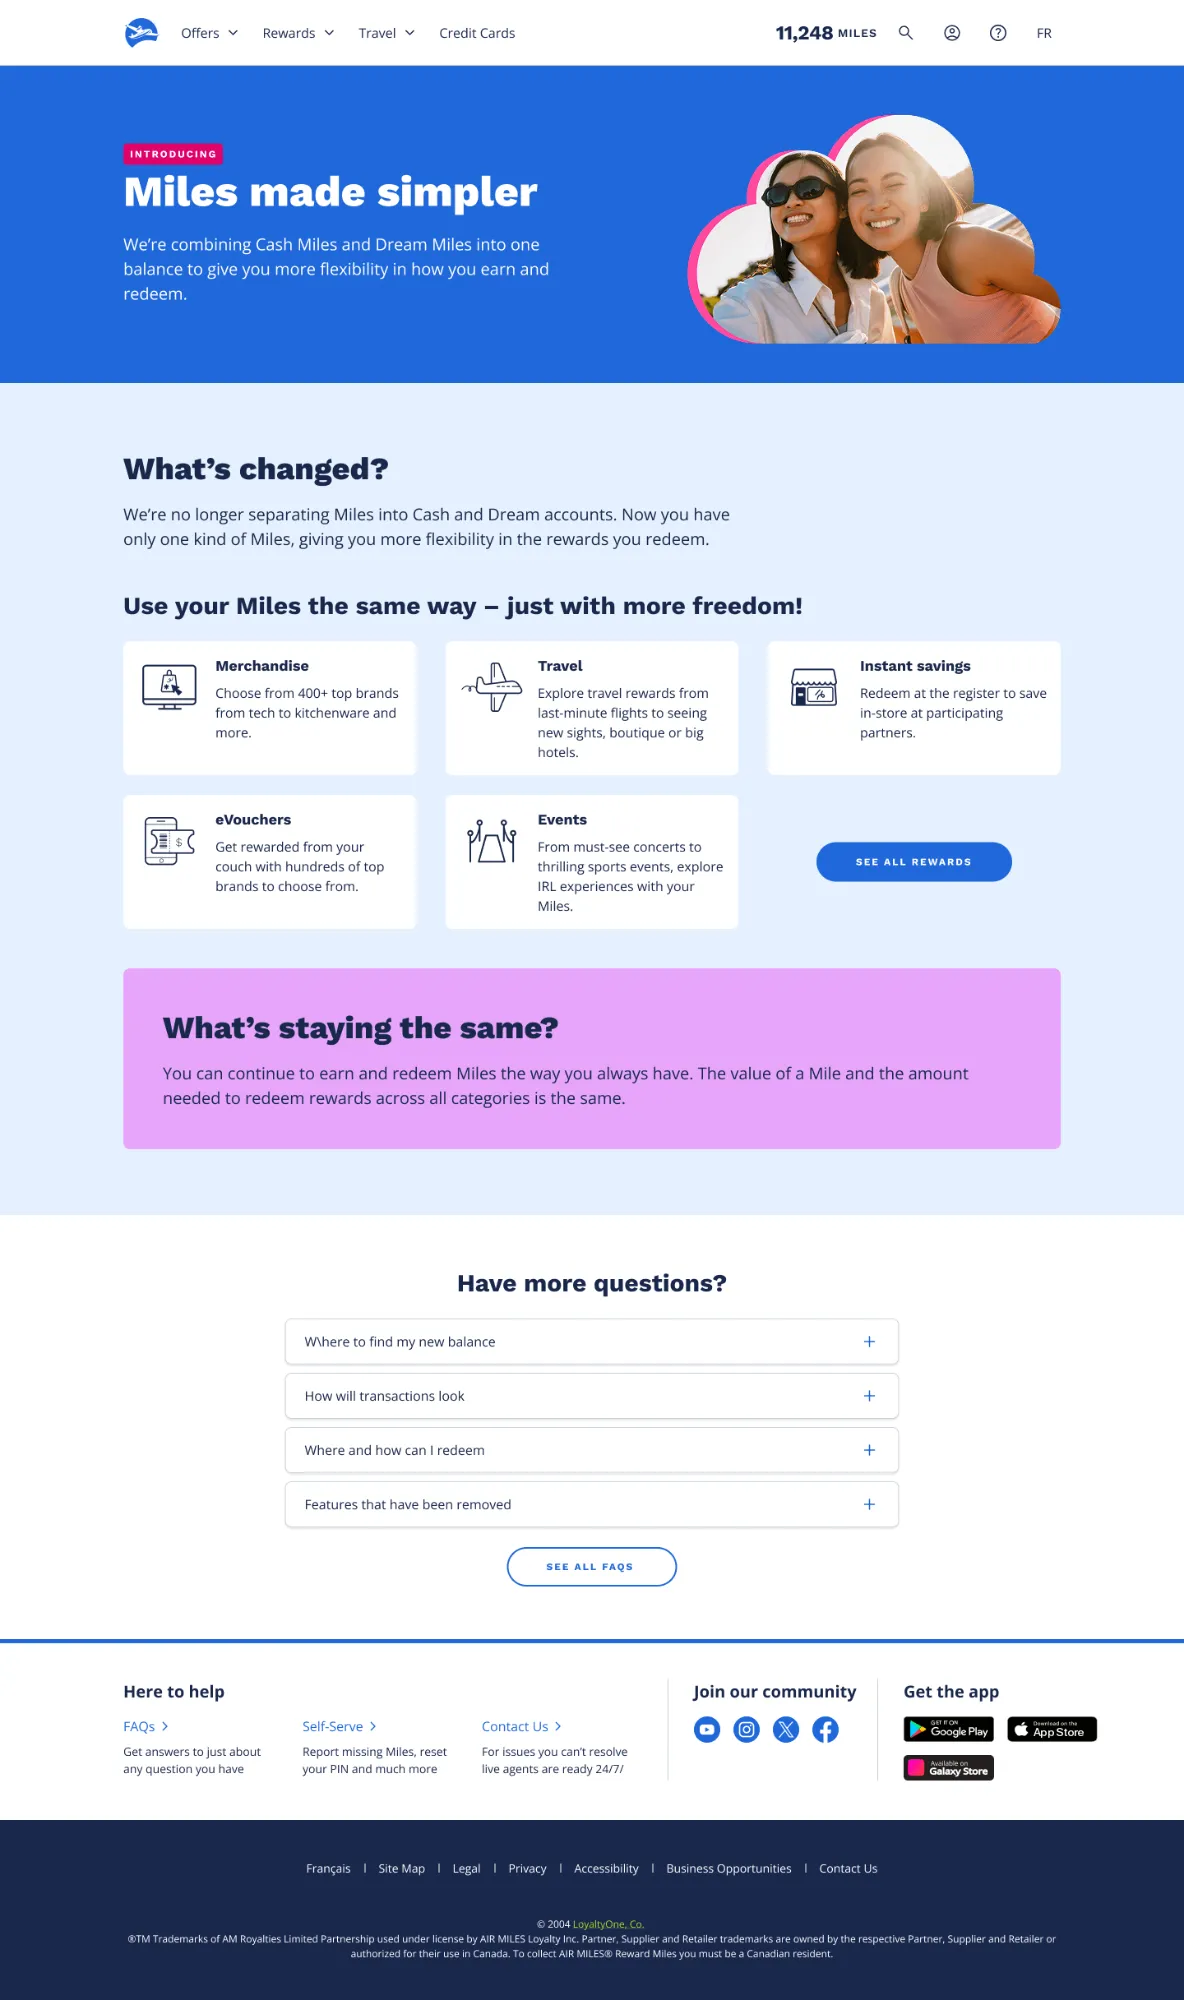 Offers
Rewards
Travel
Credit Cards
11,248 MILES
FR
INTRODUCING
Miles made simpler
We’re combining Cash Miles and Dream Miles into one
balance to give you more flexibility in how you earn and
redeem.
What’s changed?
We’re no longer separating Miles into Cash and Dream accounts. Now you have
only one kind of Miles, giving you more flexibility in the rewards you redeem.
Use your Miles the same way – just with more freedom!
Merchandise
Choose from 400+ top brands
from tech to kitchenware and
more.
Travel
Explore travel rewards from
last-minute flights to seeing
new sights, boutique or big
hotels.
Instant savings
Redeem at the register to save
in-store at participating
partners.
eVouchers
Get rewarded from your
couch with hundreds of top
brands to choose from.
Events
From must-see concerts to
thrilling sports events, explore
IRL experiences with your
Miles.
SEE ALL REWARDS
What’s staying the same?
You can continue to earn and redeem Miles the way you always have. The value of a Mile and the amount
needed to redeem rewards across all categories is the same.
Have more questions?
W\here to find my new balance
How will transactions look
Where and how can I redeem
Features that have been removed
SEE ALL FAQS
Here to help
FAQs
Get answers to just about
any question you have
Self-Serve
Report missing Miles, reset
your PIN and much more
Contact Us
For issues you can’t resolve
live agents are ready 24/7/
Join our community
Get the app
GET IT ON
Google Play
Download on the
App Store
Available on
Galaxy Store
Français | Site Map | Legal | Privacy | Accessibility | Business Opportunities | Contact Us
© 2004 LoyaltyOne, Co.
®TM Trademarks of AM Royalties Limited Partnership used under license by AIR MILES Loyalty Inc. Partner, Supplier and Retailer trademarks are owned by the respective Partner, Supplier and Retailer or
authorized for their use in Canada. To collect AIR MILES® Reward Miles you must be a Canadian resident.